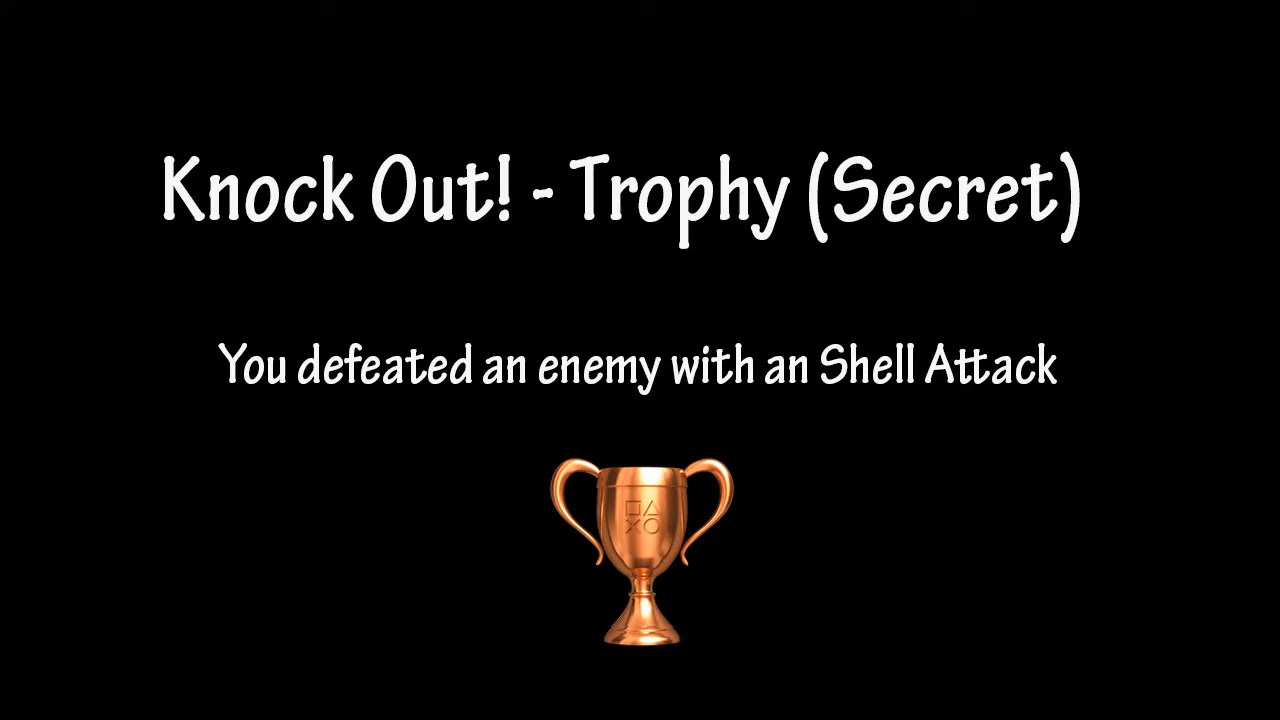 Knock Out! - Trophy (Secret)
You defeated an enemy with an Shell Attack